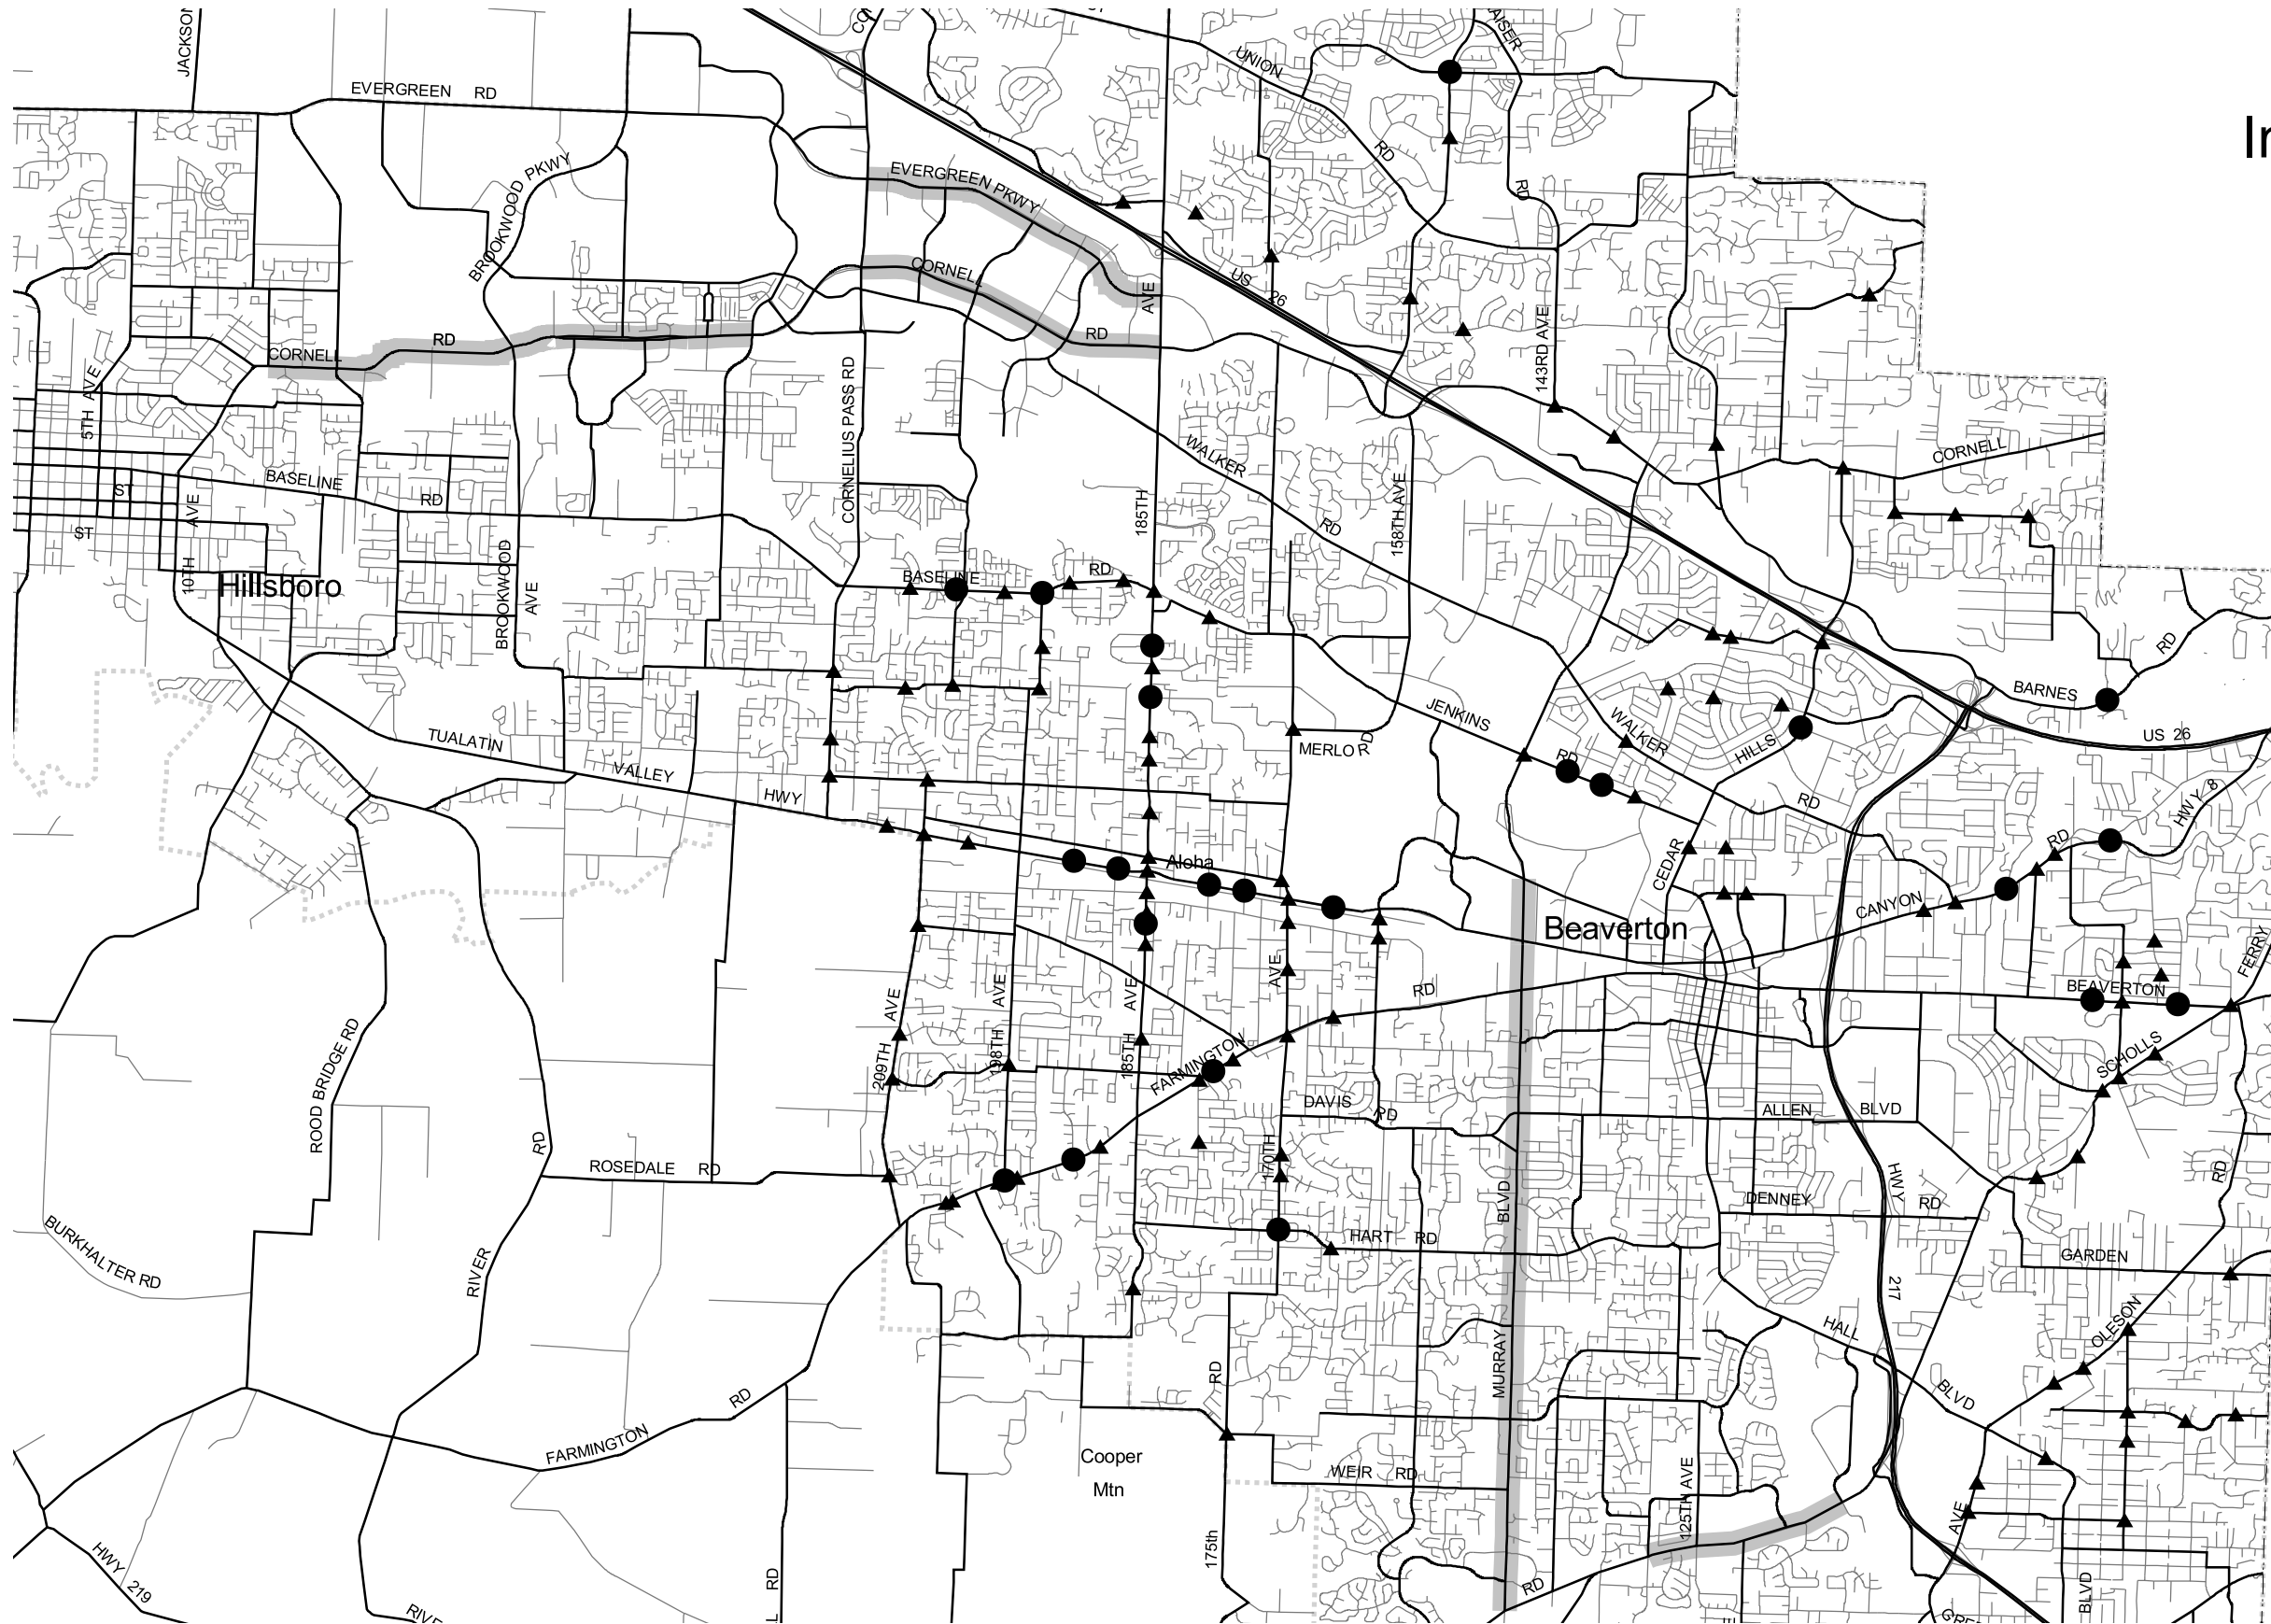 JACKSON
UNION
EVERGREEN RD
RD
EVERGREEN PKWY
BROOKWOOD PKWY
RD
CORNELL
US 26
AVE
RD
RD
CORNELL
143RD AVE
5TH AVE
CORNELIUS PASS RD
WALKER
CORNELL
BASELINE
RD
ST
AVE
185TH
158TH AVE
RD
ST
10TH
Hillsboro
BROOKWOOD
AVE
BASELINE
RD
RD
BARNES
JENKINS
US 26
TUALATIN
MERLO RD
WALKER
HILLS
RD
VALLEY
HWY
RD
HWY 8
RD
CEDAR
Aloha
CANYON
Beaverton
FERRY
AVE
RD
BEAVERTON
AVE
AVE
AVE
198TH
185TH
209TH
FARMINGTON
SCHOLLS
ROOD BRIDGE RD
DAVIS
RD
ALLEN
BLVD
RD
ROSEDALE RD
170TH
BLVD
HWY
RD
DENNEY
RD
HART RD
BURKHALTER RD
RIVER
GARDEN
217
HALL
OLESON
MURRAY
RD
RD
BLVD
FARMINGTON
Cooper
Mtn
WEIR RD
125TH AVE
AVE
175th
HWY 219
RD
RD
BLVD